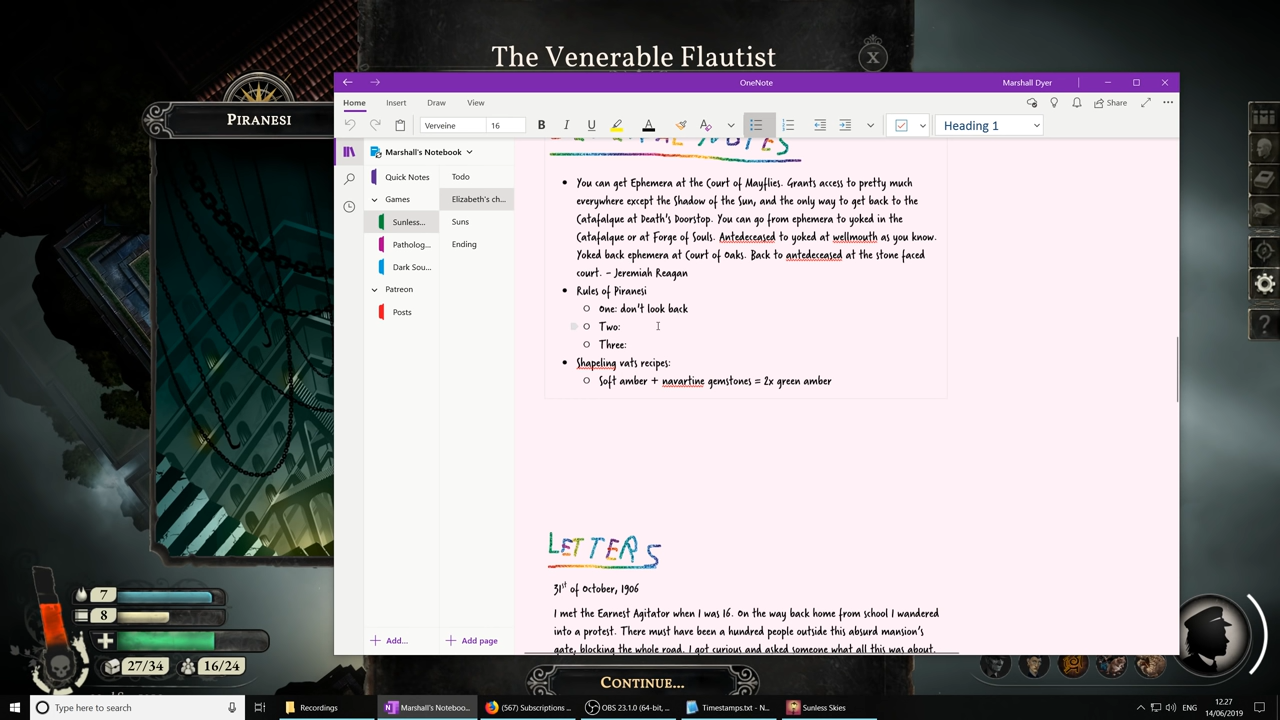 The Venerable Flautist
X
OneNote
Marshall Dyer
Home
Insert
Draw
View
Share
Verveine
16
B
I
U
A
Heading 1
Piranesi
Marshall's Notebook
Quick Notes
Games
Sunless...
Patholog...
Dark Sou...
Patreon
Posts
Todo
Elizabeth's ch...
Suns
Ending
NOTES
You can get Ephemera at the Court of Mayflies. Grants access to pretty much
everywhere except the Shadow of the Sun, and the only way to get back to the
Catafalque at Death's Doorstop. You can go from ephemera to yoked in the
Catafalque or at Forge of Souls. Antedeceased to yoked at wellmouth as you know.
Yoked back ephemera at Court of Oaks. Back to antedeceased at the stone faced
court. - Jeremiah Reagan
Rules of Piranesi
One: don't look back
Two:
Three:
Shapeling vats recipes:
Soft amber + navartine gemstones = 2x green amber
LETTERS
31st of October, 1906
I met the Earnest Agitator when I was 16. On the way back home from school I wandered
into a protest. There must have been a hundred people outside this absurd mansion's
gate, blocking the whole road. I got curious and asked someone what all this was about.
Add...
Add page
7
8
27/34
16/24
Continue...
Type here to search
Recordings
Marshall's Noteboo...
(567) Subscriptions ...
OBS 23.1.0 (64-bit, ...
Timestamps.txt - N...
Sunless Skies
ENG
12.27
14/06/2019